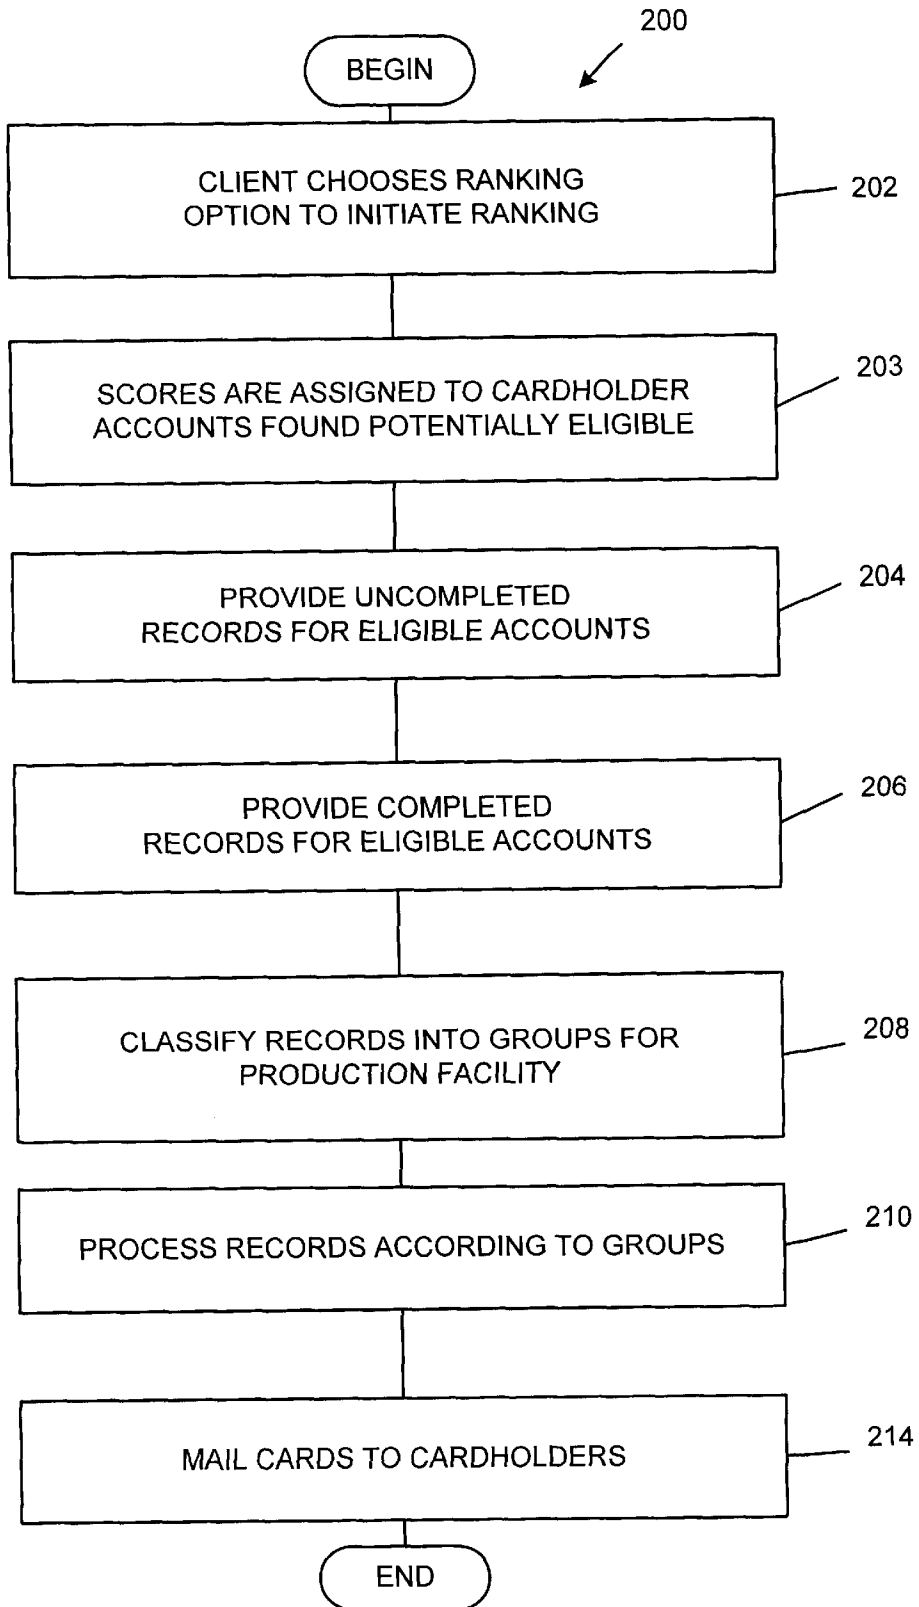 200
BEGIN
CLIENT CHOOSES RANKING
OPTION TO INITIATE RANKING
202
SCORES ARE ASSIGNED TO CARDHOLDER
ACCOUNTS FOUND POTENTIALLY ELIGIBLE
203
PROVIDE UNCOMPLETED
RECORDS FOR ELIGIBLE ACCOUNTS
204
PROVIDE COMPLETED
RECORDS FOR ELIGIBLE ACCOUNTS
206
CLASSIFY RECORDS INTO GROUPS FOR
PRODUCTION FACILITY
208
PROCESS RECORDS ACCORDING TO GROUPS
210
MAIL CARDS TO CARDHOLDERS
214
END